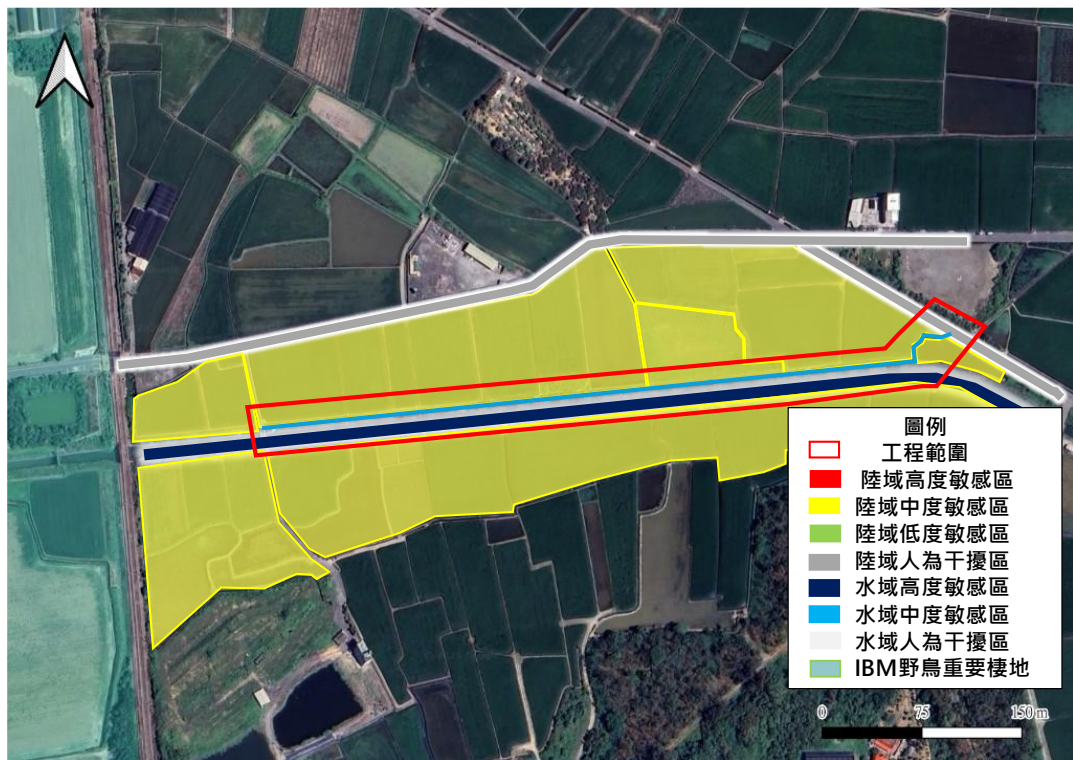 圖例
工程範圍
陸域高度敏感區
陸域中度敏感區
陸域低度敏感區
陸域人為干擾區
水域高度敏感區
水域中度敏感區
水域人為干擾區
IBM野鳥重要棲地
0 75 150 m